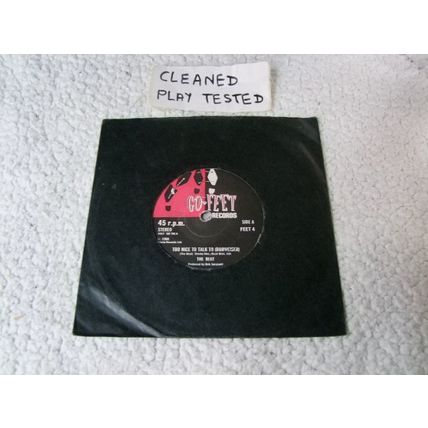 CLEANED
PLAY TESTED
GO-FEET
RECORDS
45 r.p.m.
STEREO
SIDE A
FEET 4
TOO NICE TO TALK TO (DUBWEISER)
THE BEAT